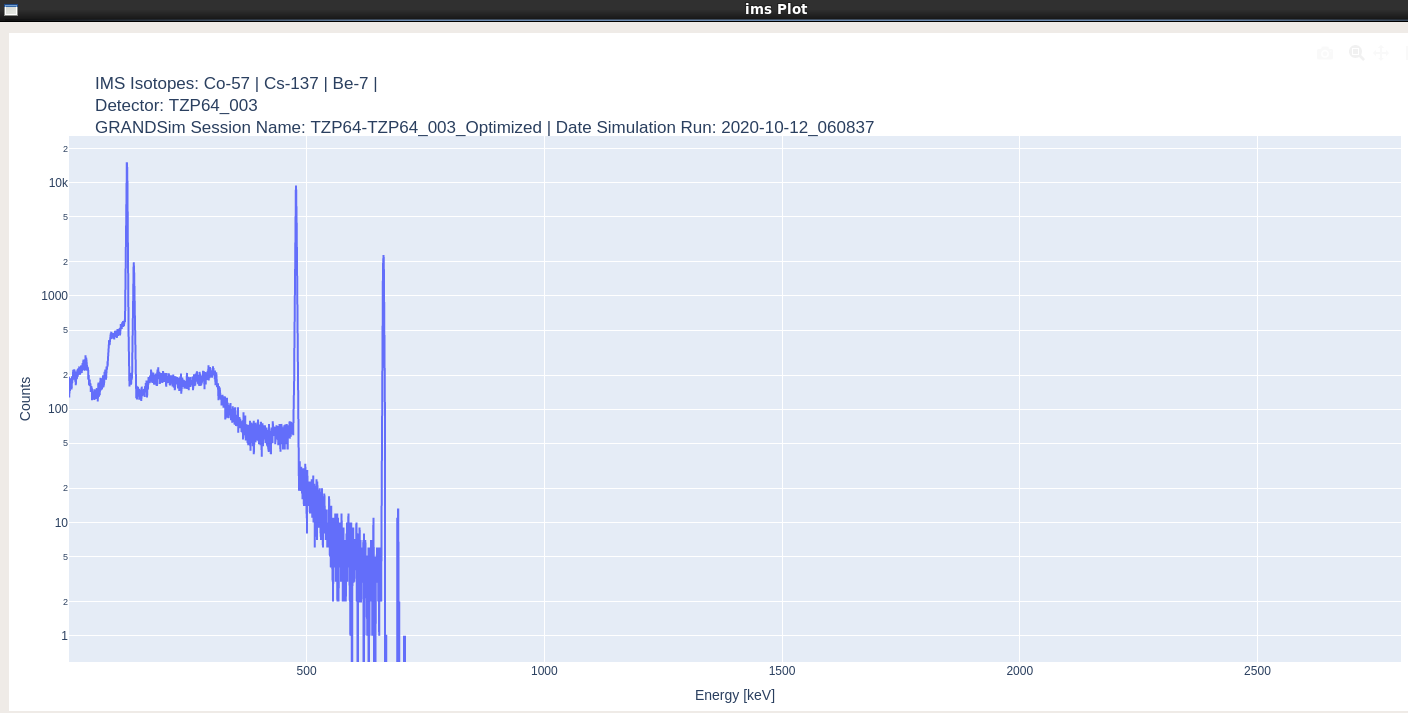 ims Plot
IMS Isotopes: Co-57 | Cs-137 | Be-7 |
Detector: TZP64_003
GRANDSim Session Name: TZP64-TZP64_003_Optimized | Date Simulation Run: 2020-10-12_060837
2
10k
5
2
1000
5
2
100
5
2
10
5
2
1
Counts
500
1000
1500
2000
2500
Energy [keV]